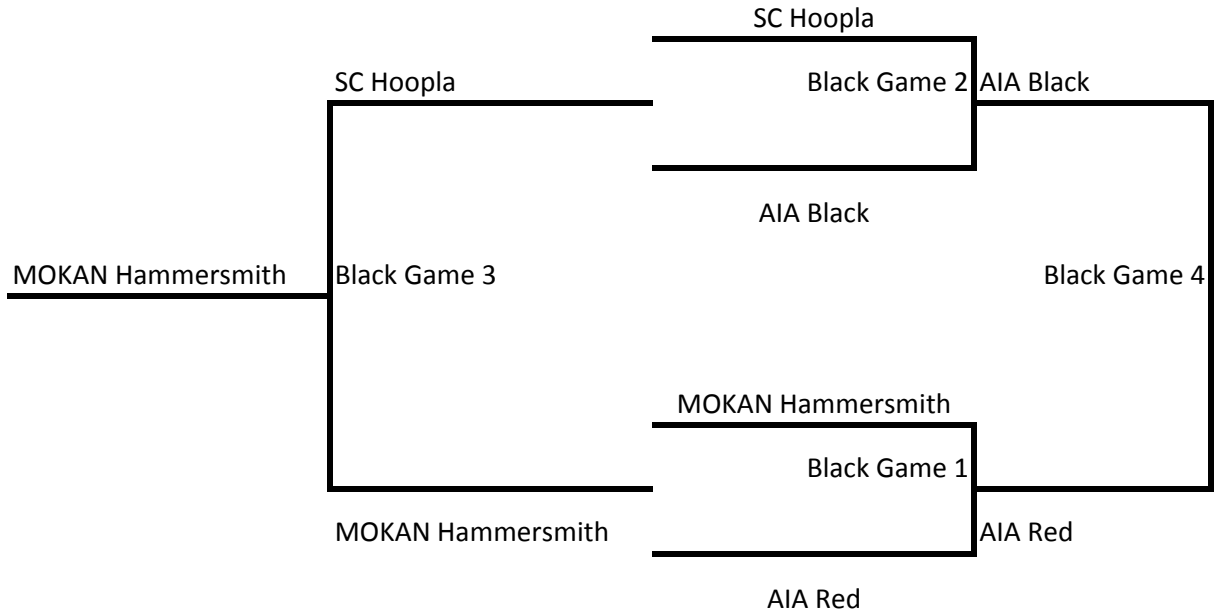 SC Hoopla
SC Hoopla
Black Game 2
AIA Black
AIA Black
MOKAN Hammersmith
Black Game 3
Black Game 4
MOKAN Hammersmith
Black Game 1
MOKAN Hammersmith
AIA Red
AIA Red